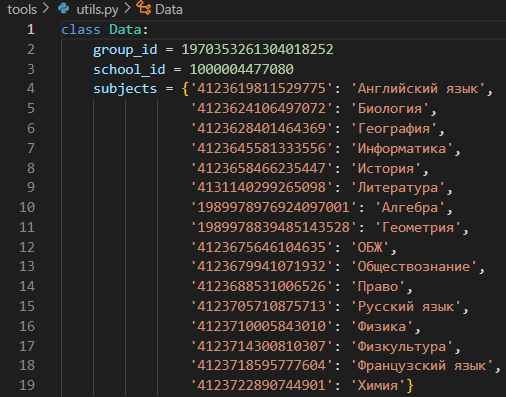 tools > utils.py > Data
1 class Data:
2 group_id = 1970353261304018252
3 school_id = 1000004477080
4 subjects = {'4123619811529775': 'Английский язык',
5 '4123624106497072': 'Биология',
6 '4123628401464369': 'География',
7 '4123645581333556': 'Информатика',
8 '4123658466235447': 'История',
9 '4131140299265098': 'Литература',
10 '1989978976924097001': 'Алгебра',
11 '1989978839485143528': 'Геометрия',
12 '4123675646104635': 'ОБЖ',
13 '4123679941071932': 'Обществознание',
14 '4123688531006526': 'Право',
15 '4123705710875713': 'Русский язык',
16 '4123710005843010': 'Физика',
17 '4123714300810307': 'Физкультура',
18 '4123718595777604': 'Французский язык',
19 '4123722890744901': 'Химия'}